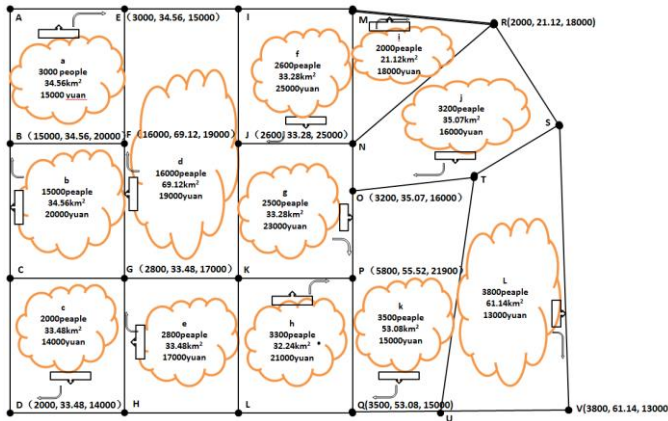 A
E (3000, 34.56, 15000)
I
M
R(2000, 21.12, 18000)
a
3000 people
34.56km²
15000 yuan
f
2600peaple
33.28km²
25000yuan
i
2000peaple
21.12km²
18000yuan
j
3200peaple
35.07km²
16000yuan
S
B (15000, 34.56, 20000)
F (16000, 69.12, 19000)
J (2600, 33.28, 25000)
N
b
15000peaple
34.56km²
20000yuan
d
16000peaple
69.12km²
19000yuan
g
2500peaple
33.28km²
23000yuan
T
O (3200, 35.07, 16000)
C
G (2800, 33.48, 17000)
K
P (5800, 55.52, 21900)
c
2000peaple
33.48km²
14000yuan
e
2800peaple
33.48km²
17000yuan
h
3300peaple
32.24km²
21000yuan
k
3500peaple
53.08km²
15000yuan
L
3800peaple
61.14km²
13000yuan
D (2000, 33.48, 14000)
H
L
Q(3500, 53.08, 15000)
U
V(3800, 61.14, 13000